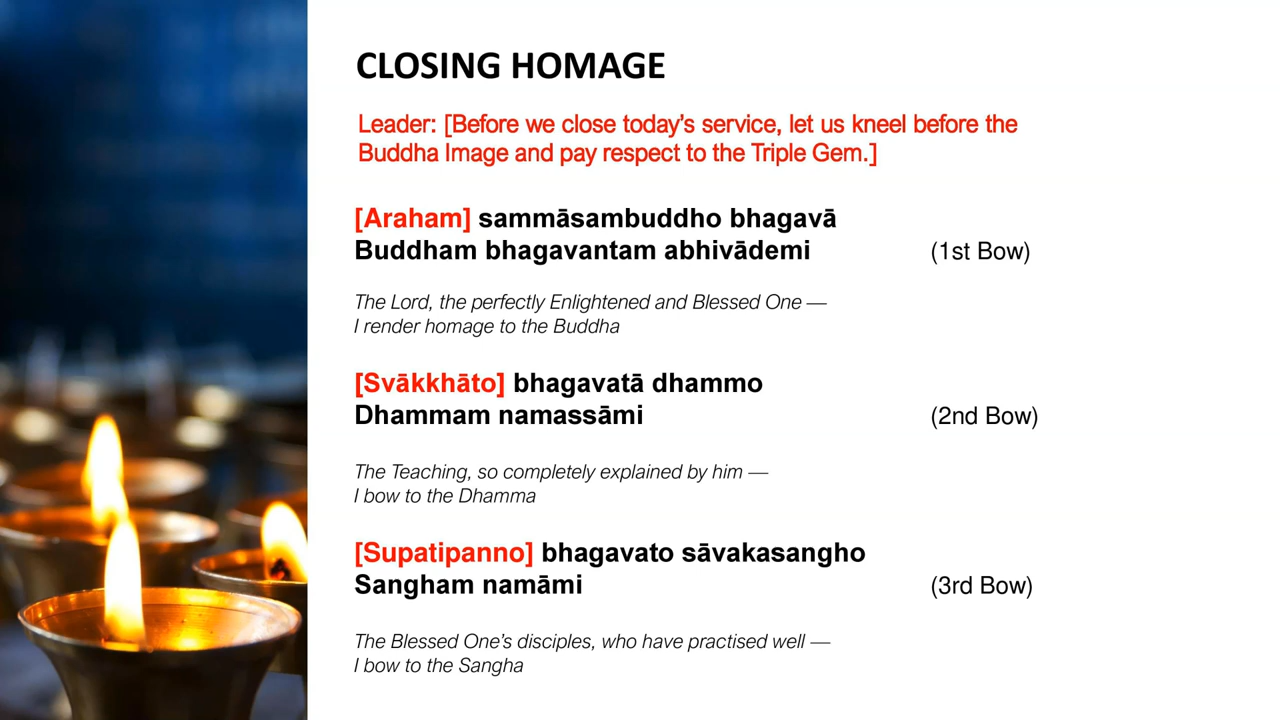 CLOSING HOMAGE
Leader: [Before we close today’s service, let us kneel before the
Buddha Image and pay respect to the Triple Gem.]
[Araham] sammāsambuddho bhagavā
Buddham bhagavantam abhivādemi (1st Bow)
The Lord, the perfectly Enlightened and Blessed One —
I render homage to the Buddha
[Svākkhāto] bhagavatā dhammo
Dhammam namassāmi (2nd Bow)
The Teaching, so completely explained by him —
I bow to the Dhamma
[Supatipanno] bhagavato sāvakasangho
Sangham namāmi (3rd Bow)
The Blessed One’s disciples, who have practised well —
I bow to the Sangha